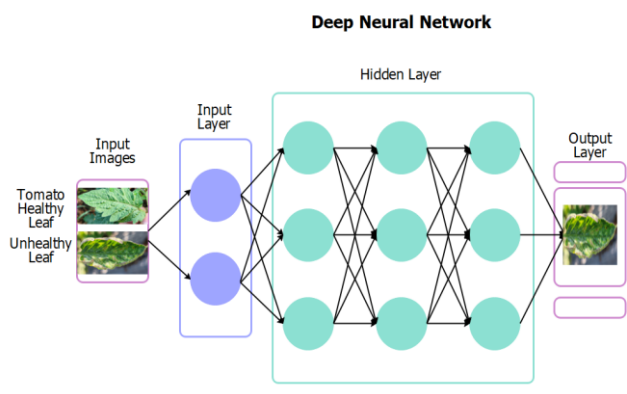 Deep Neural Network
Hidden Layer
Input
Layer
Input
Images
Output
Layer
Tomato
Healthy
Leaf
Unhealthy
Leaf